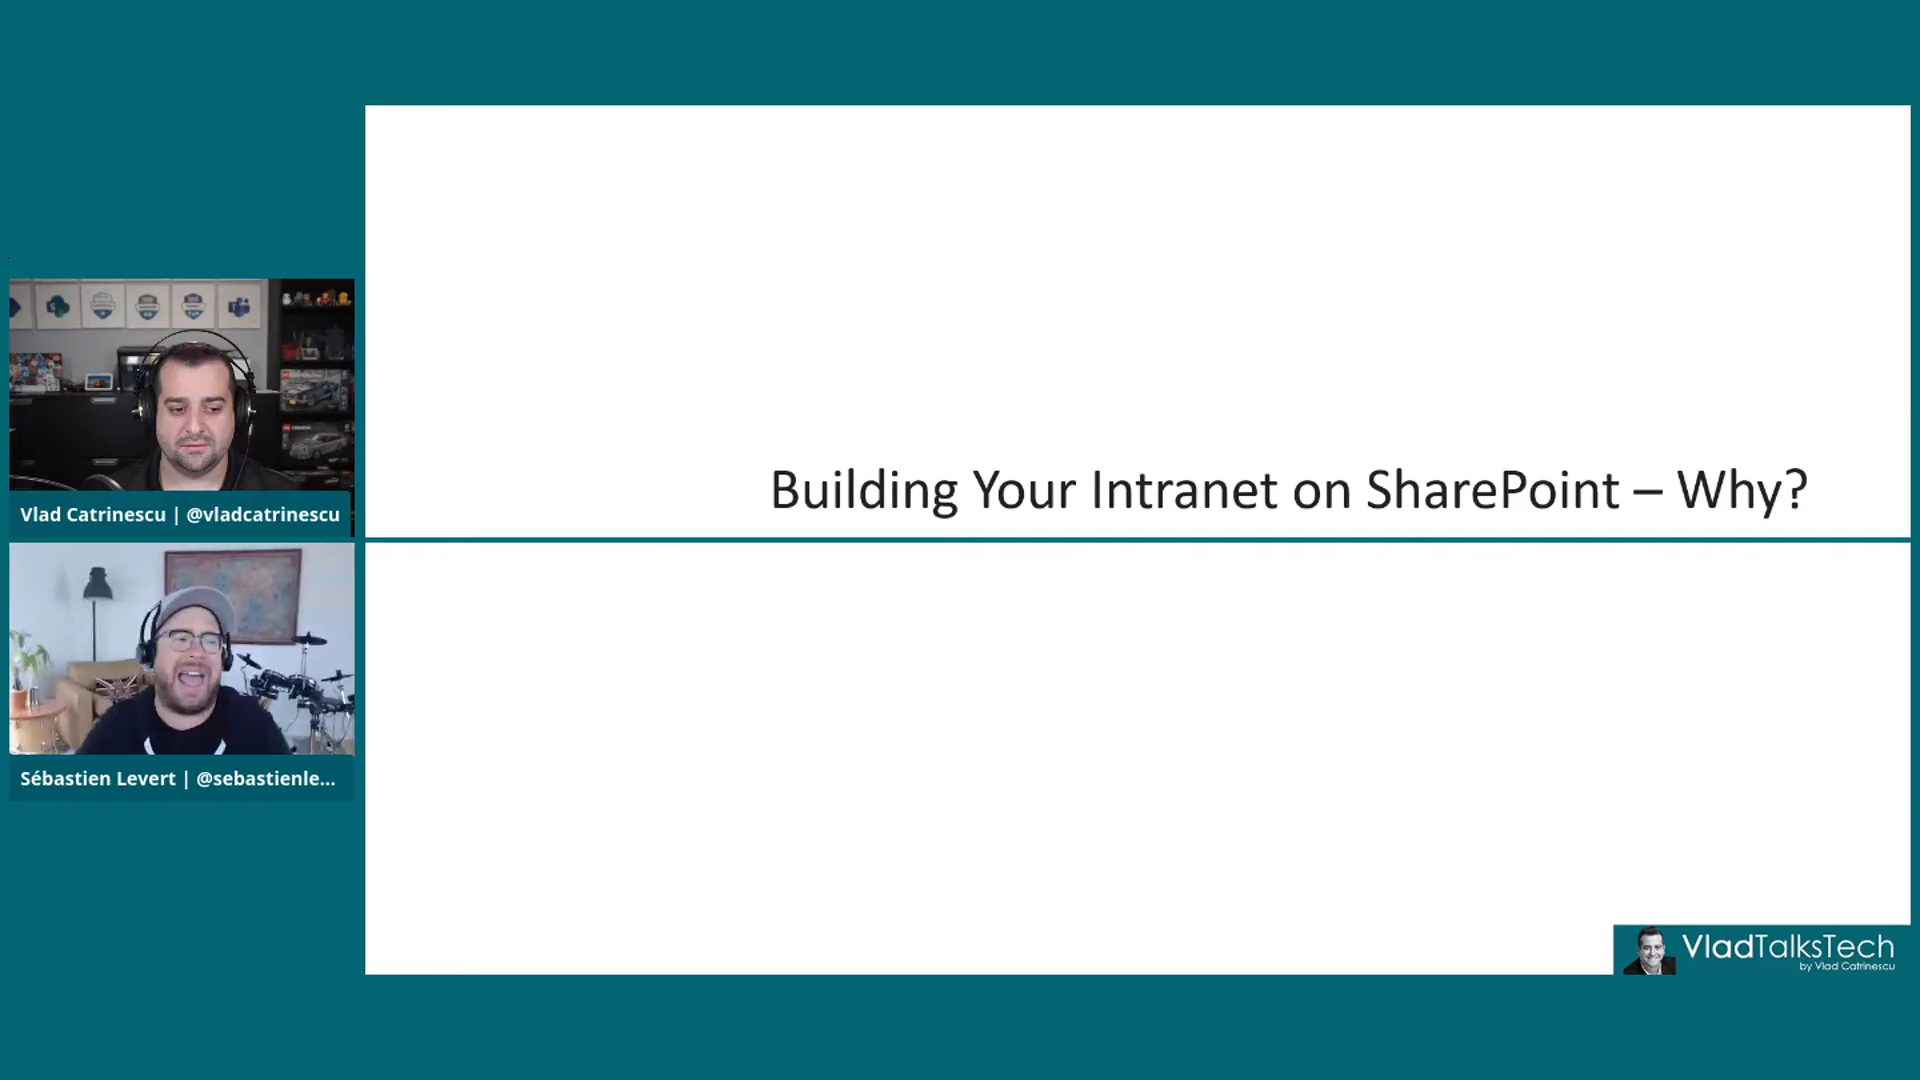 Building Your Intranet on SharePoint – Why?
Vlad Catrinescu | @vladcatrinescu
Sébastien Levert | @sebastienle...
VladTalksTech
by Vlad Catrinescu